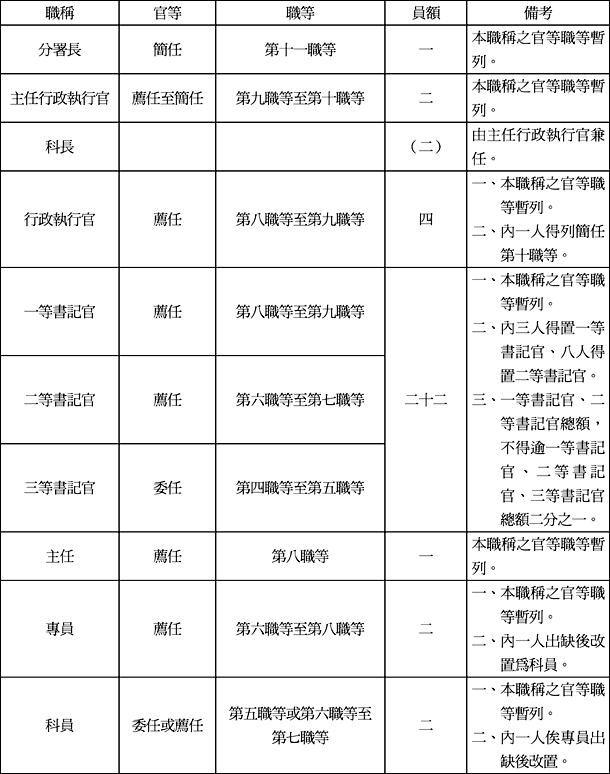 職稱 官等 職等 員額 備考
分署長 簡任 第十一職等 一 本職稱之官等職等暫
列。
主任行政執行官 薦任至簡任 第九職等至第十職等 二 本職稱之官等職等暫
列。
科長 （二） 由主任行政執行官兼
任。
行政執行官 薦任 第八職等至第九職等 四 一、本職稱之官等職
等暫列。
二、內一人得列簡任
第十職等。
一等書記官 薦任 第八職等至第九職等
二等書記官 薦任 第六職等至第七職等 二十二
三等書記官 委任 第四職等至第五職等
一、本職稱之官等職
等暫列。
二、內三人得置一等
書記官、八人得
置二等書記官。
三、一等書記官、二
等書記官總額，
不得逾一等書記
官、二等書記
官、三等書記官
總額二分之一。
主任 薦任 第八職等 一 本職稱之官等職等暫
列。
專員 薦任 第六職等至第八職等 二 一、本職稱之官等職
等暫列。
二、內一人出缺後改
置為科員。
科員 委任或薦任 第五職等或第六職等至
第七職等 二 一、本職稱之官等職
等暫列。
二、內一人俟專員出
缺後改置。